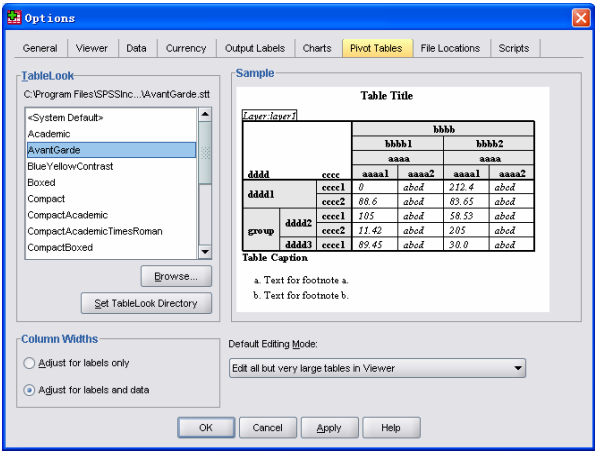 Options
General Viewer Data Currency Output Labels Charts Pivot Tables File Locations Scripts
TableLook
C:\Program Files\SPSSInc...\AvantGarde.stt
<System Default>
Academic
AvantGarde
BlueYellowContrast
Boxed
Compact
CompactAcademic
CompactAcademicTimesRoman
CompactBoxed
Browse...
Set TableLook Directory
Sample
Table Title
Layer:layer1
bbbb
bbbb1 bbbb2
aaaa aaaa
dddd cccc aaaa1 aaaa2 aaaa1 aaaa2
dddd1 cccc1 0 abcd 212.4 abcd
cccc2 88.6 abcd 83.65 abcd
group dddd2 cccc1 105 abcd 58.53 abcd
cccc2 11.42 abcd 205 abcd
dddd3 cccc1 89.45 abcd 30.0 abcd
Table Caption
a. Text for footnote a.
b. Text for footnote b.
Column Widths
Adjust for labels only
Adjust for labels and data
Default Editing Mode:
Edit all but very large tables in Viewer
OK Cancel Apply Help